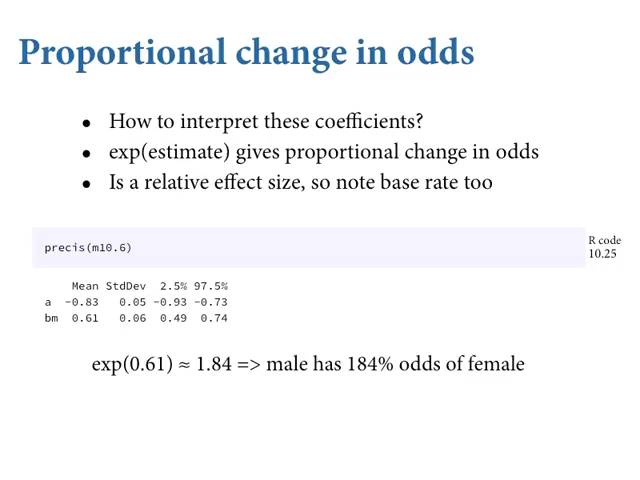 Proportional change in odds
• How to interpret these coefficients?
• exp(estimate) gives proportional change in odds
• Is a relative effect size, so note base rate too
precis(m10.6)
R code
10.25
Mean StdDev 2.5% 97.5%
a -0.83 0.05 -0.93 -0.73
bm 0.61 0.06 0.49 0.74
exp(0.61) ≈ 1.84 => male has 184% odds of female